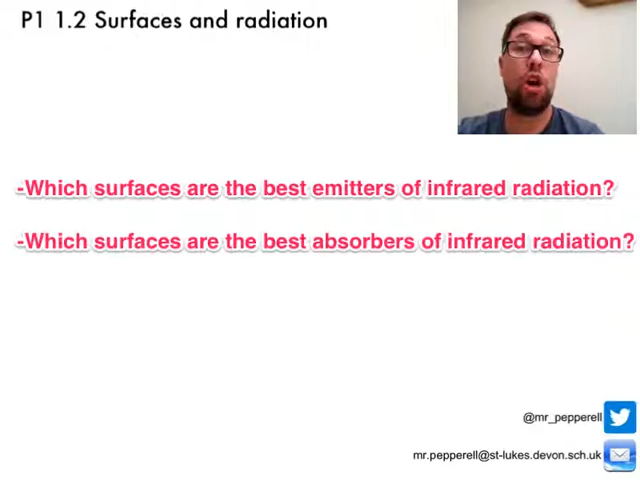 P1 1.2 Surfaces and radiation
-Which surfaces are the best emitters of infrared radiation?
-Which surfaces are the best absorbers of infrared radiation?
@mr_pepperell
mr.pepperell@st-lukes.devon.sch.uk